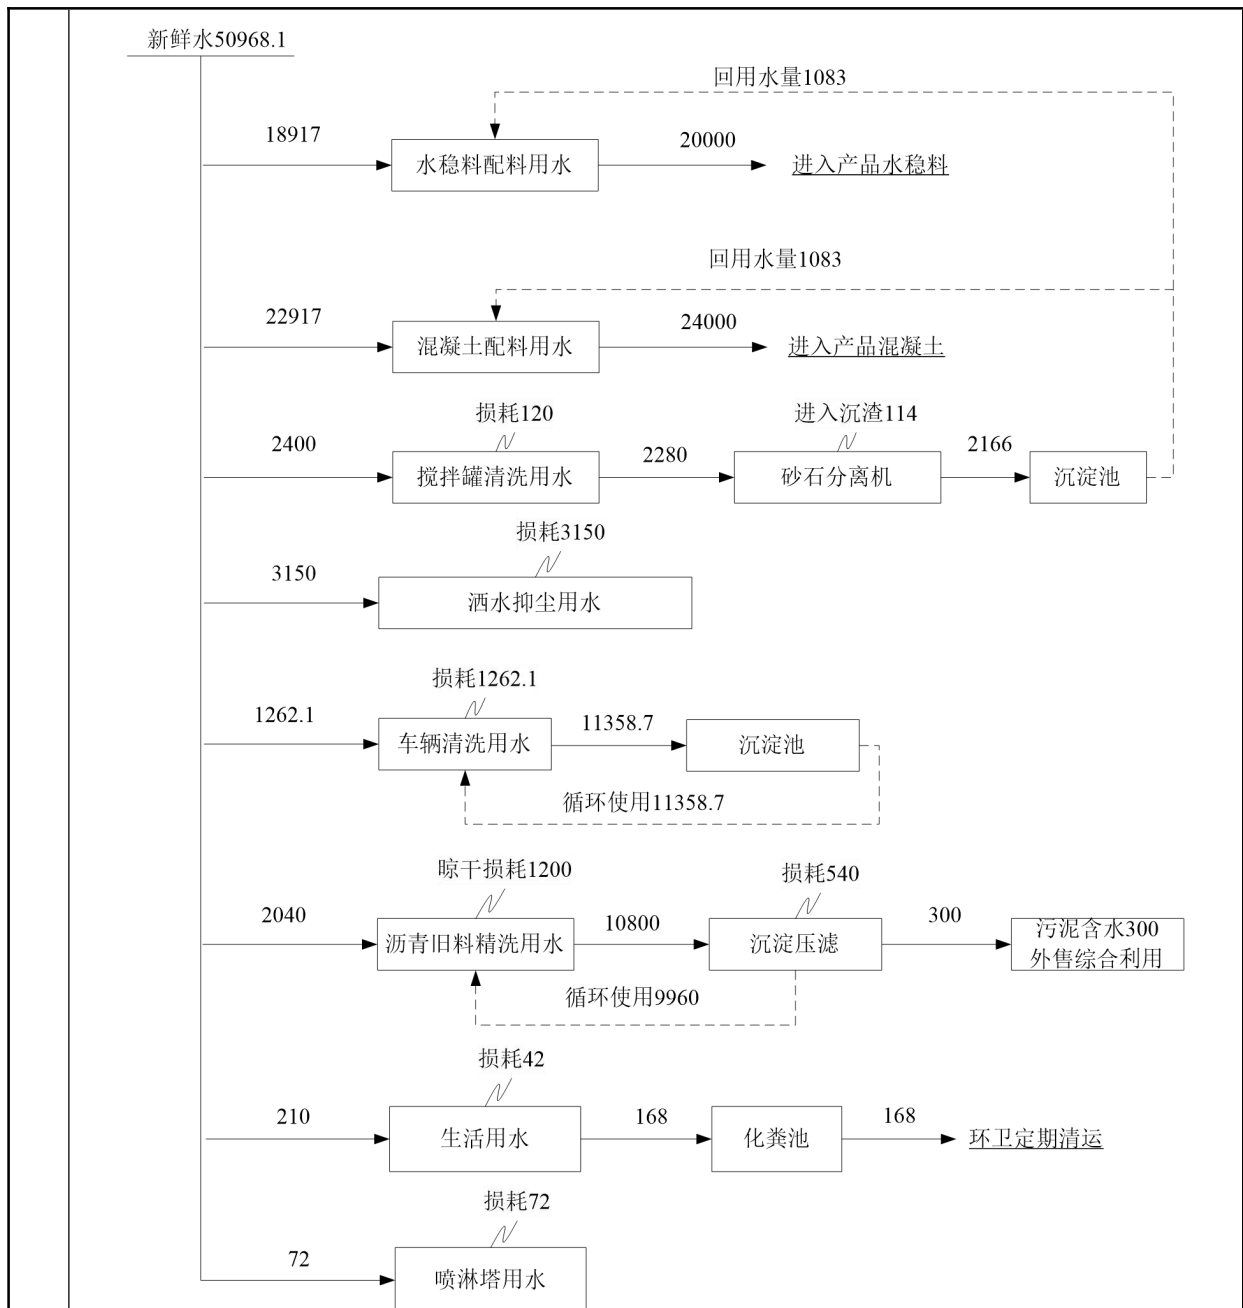 新鲜水50968.1
回用水量1083
18917
水稳料配料用水
20000
进入产品水稳料
回用水量1083
22917
混凝土配料用水
24000
进入产品混凝土
损耗120
进入沉渣114
2400
搅拌罐清洗用水
2280
砂石分离机
2166
沉淀池
损耗3150
3150
洒水抑尘用水
损耗1262.1
1262.1
车辆清洗用水
11358.7
沉淀池
循环使用11358.7
晾干损耗1200
损耗540
2040
沥青旧料精洗用水
10800
沉淀压滤
300
污泥含水300
外售综合利用
循环使用9960
损耗42
210
生活用水
168
化粪池
168
环卫定期清运
损耗72
72
喷淋塔用水